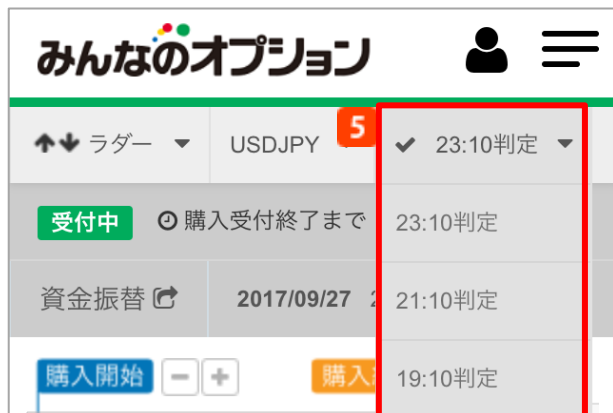 みんなのオプション
ラダー USDJPY 5 23:10判定
受付中 購入受付終了まで 23:10判定
資金振替 2017/09/27 21:10判定
購入開始 購入 19:10判定